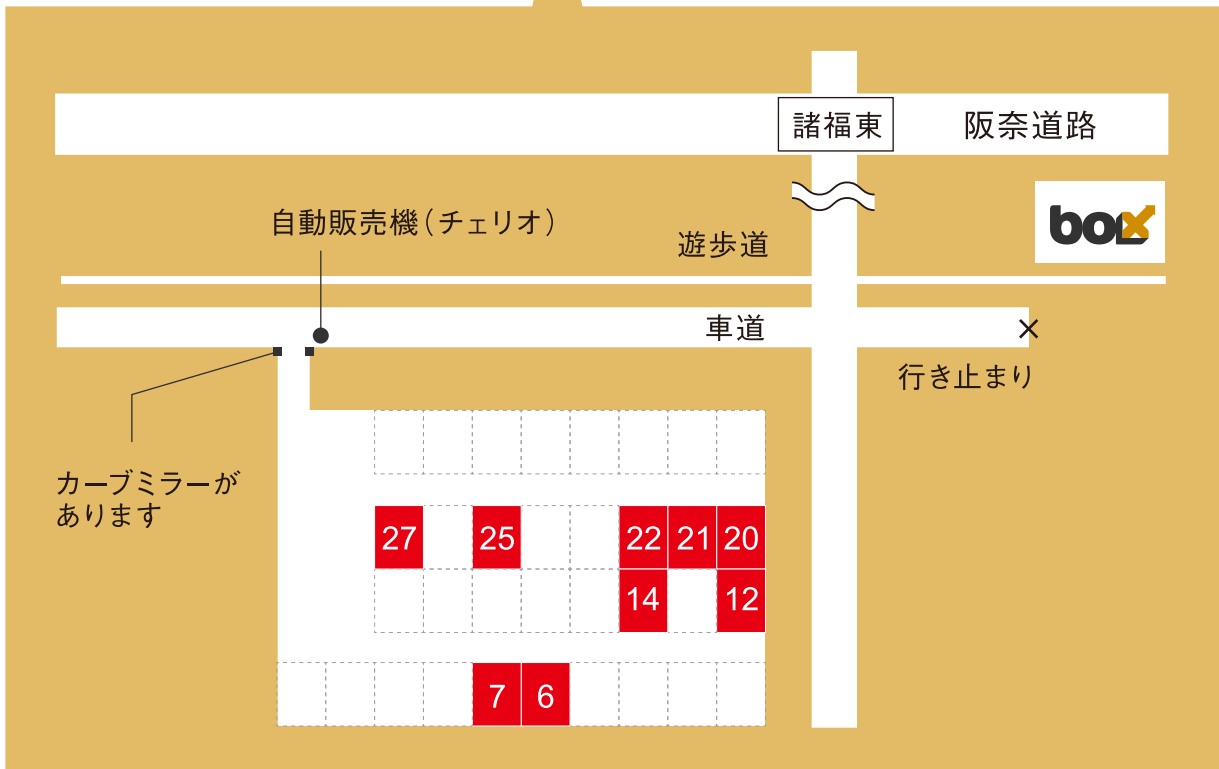 諸福東
阪奈道路
自動販売機(チェリオ)
遊歩道
box
車道
行き止まり
カーブミラーが
あります
27
25
22
21
20
14
12
7
6